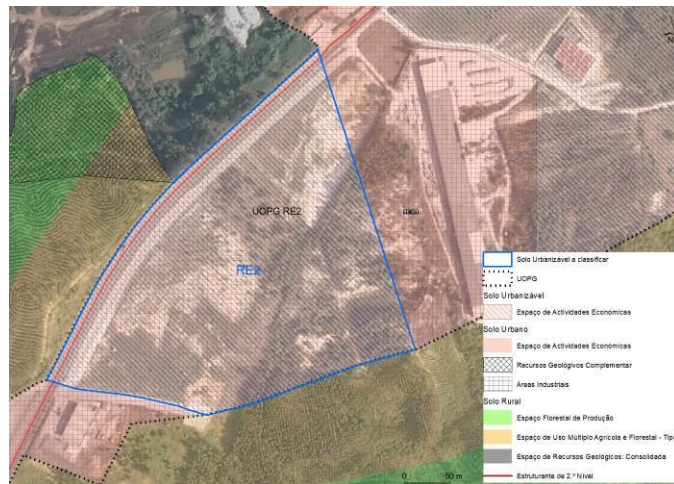 N
UOPG RE2
RE2
Solo Urbanizável a classificar
UOPG
Solo Urbanizável
Espaço de Actividades Económicas
Solo Urbano
Espaço de Actividades Económicas
Recursos Geológicos Complementar
Áreas Industriais
Solo Rural
Espaço Florestal de Produção
Espaço de Uso Múltiplo Agrícola e Florestal - Tipo
Espaço de Recursos Geológicos: Consolidada
Estruturante de 2.º Nível
0 50 m